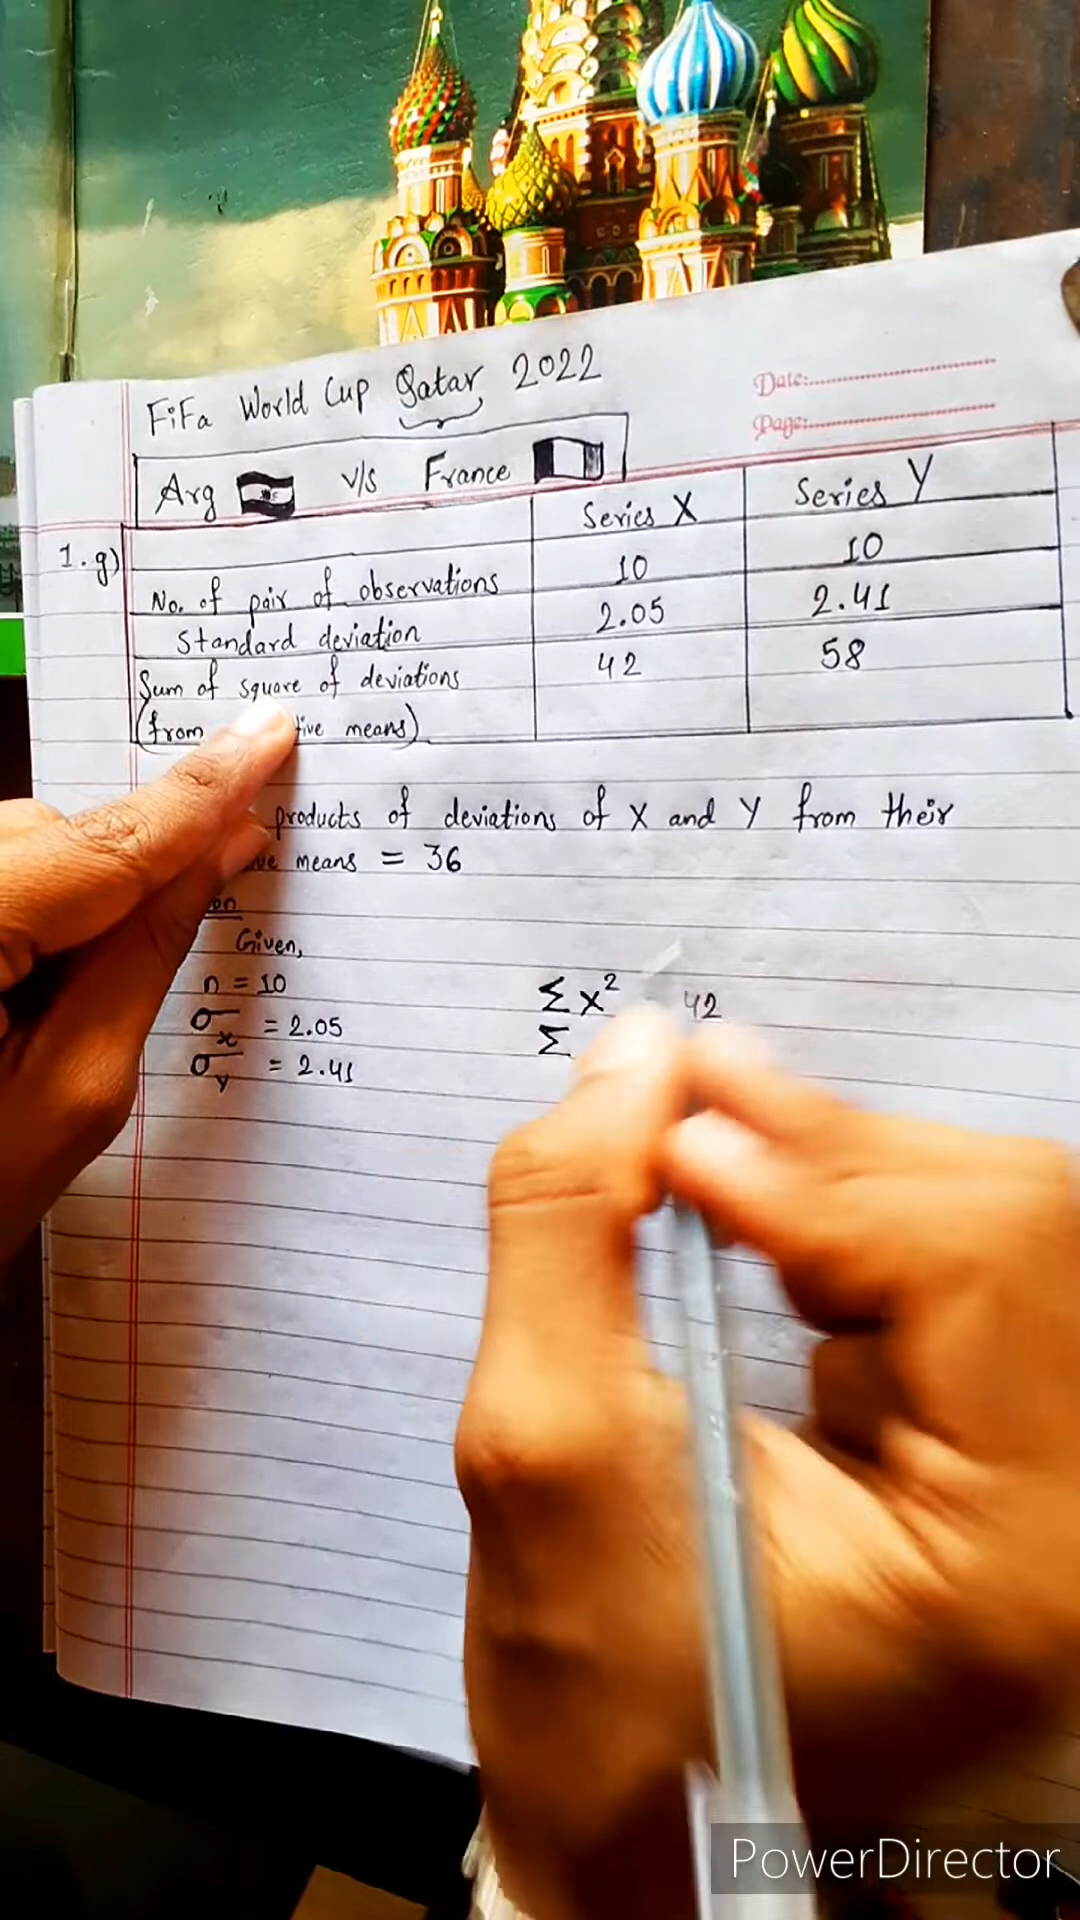 FiFa World Cup Qatar 2022
Date:
Page:
Arg v/s France
Series X Series Y
1.g)
No. of pair of observations 10 10
Standard deviation 2.05 2.41
Sum of square of deviations 42 58
(from means)
products of deviations of X and Y from their
means = 36
Given,
n = 10
σx = 2.05
σy = 2.41
Σx² 42
Σ
PowerDirector